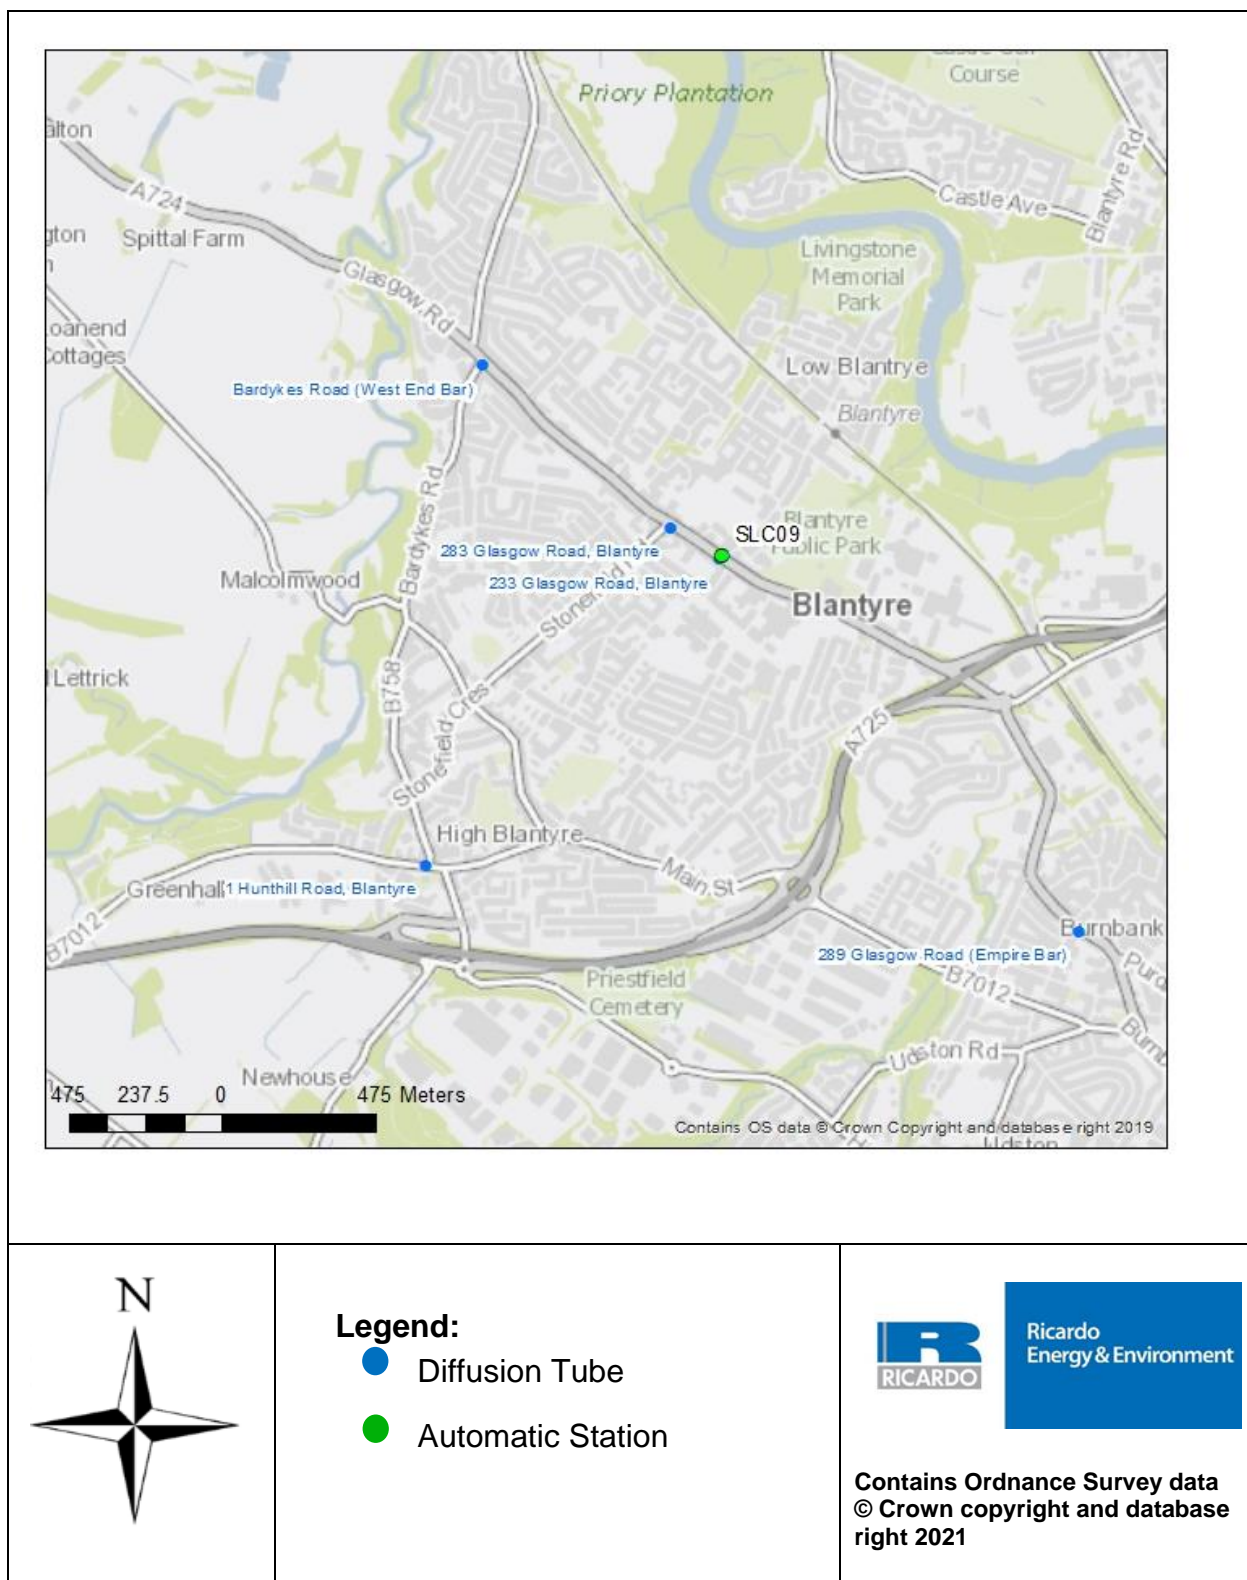 Course
Priory Plantation
alton
A724
Castle Ave
Blantyre Rd
gton
Spittal Farm
Livingstone
Memorial
Park
Glasgow Rd
oanend
Cottages
Low Blantrye
Bardykes Road (West End Bar)
Blantyre
Bardykes Rd
SLC09
Blantyre
Public Park
283 Glasgow Road, Blantyre
Malcolmwood
233 Glasgow Road, Blantyre
Blantyre
Lettrick
B758
Stonefield Cres
A725
High Blantyre
Main St
Greenhall
1 Hunthill Road, Blantyre
B7012
Burnbank
289 Glasgow Road (Empire Bar)
B7012
Priestfield
Cemetery
Udston Rd
Newhouse
475 237.5 0 475 Meters
Contains OS data © Crown Copyright and database right 2019
Udston
N
Legend:
Diffusion Tube
Automatic Station
R
RICARDO
Ricardo
Energy & Environment
Contains Ordnance Survey data
© Crown copyright and database
right 2021